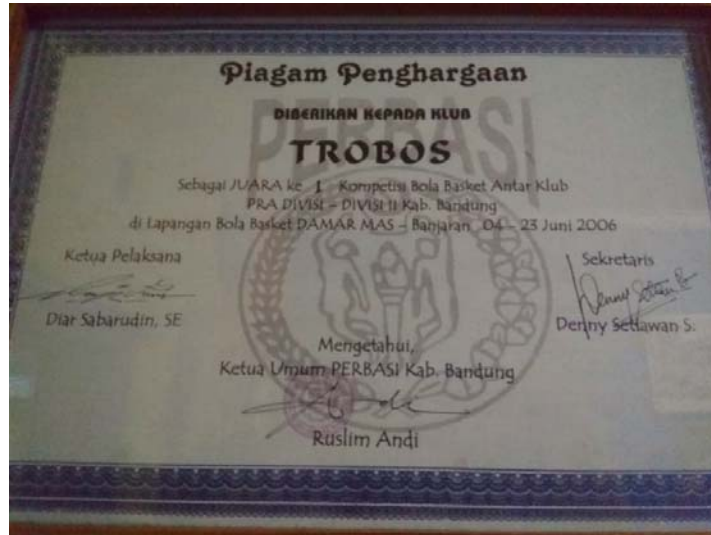 Piagam Penghargaan
DIBERIKAN KEPADA KLUB
PERBASI
TROBOS
Sebagai JUARA ke 1 Kompetisi Bola Basket Antar Klub
PRA DIVISI – DIVISI II Kab. Bandung
di Lapangan Bola Basket DAMAR MAS – Banjaran 04 – 23 Juni 2006
Ketua Pelaksana
Sekretaris
Diar Sabarudin, SE
Denny Setiawan S.
Mengetahui,
Ketua Umum PERBASI Kab. Bandung
Ruslim Andi